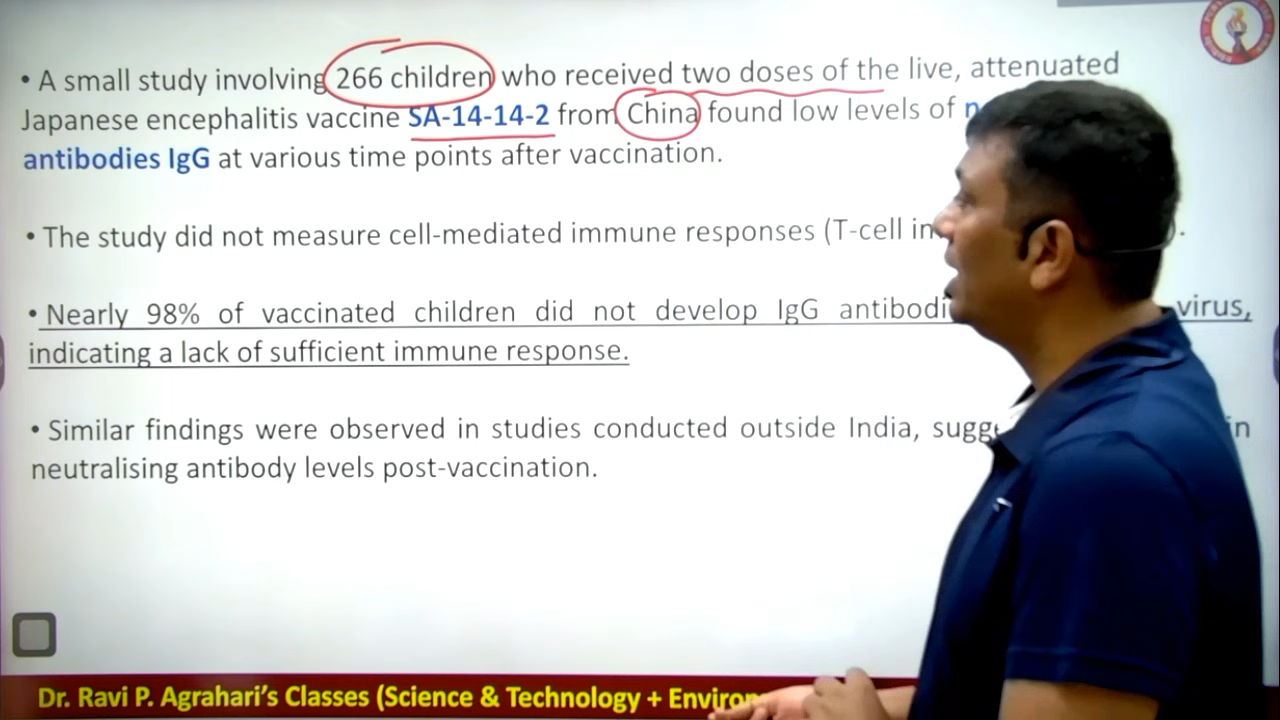 • A small study involving 266 children who received two doses of the live, attenuated
Japanese encephalitis vaccine SA-14-14-2 from China found low levels of
antibodies IgG at various time points after vaccination.
• The study did not measure cell-mediated immune responses (T-cell
• Nearly 98% of vaccinated children did not develop IgG virus,
indicating a lack of sufficient immune response.
• Similar findings were observed in studies conducted outside India, in
neutralising antibody levels post-vaccination.
Dr. Ravi P. Agrahari's Classes (Science & Technology +